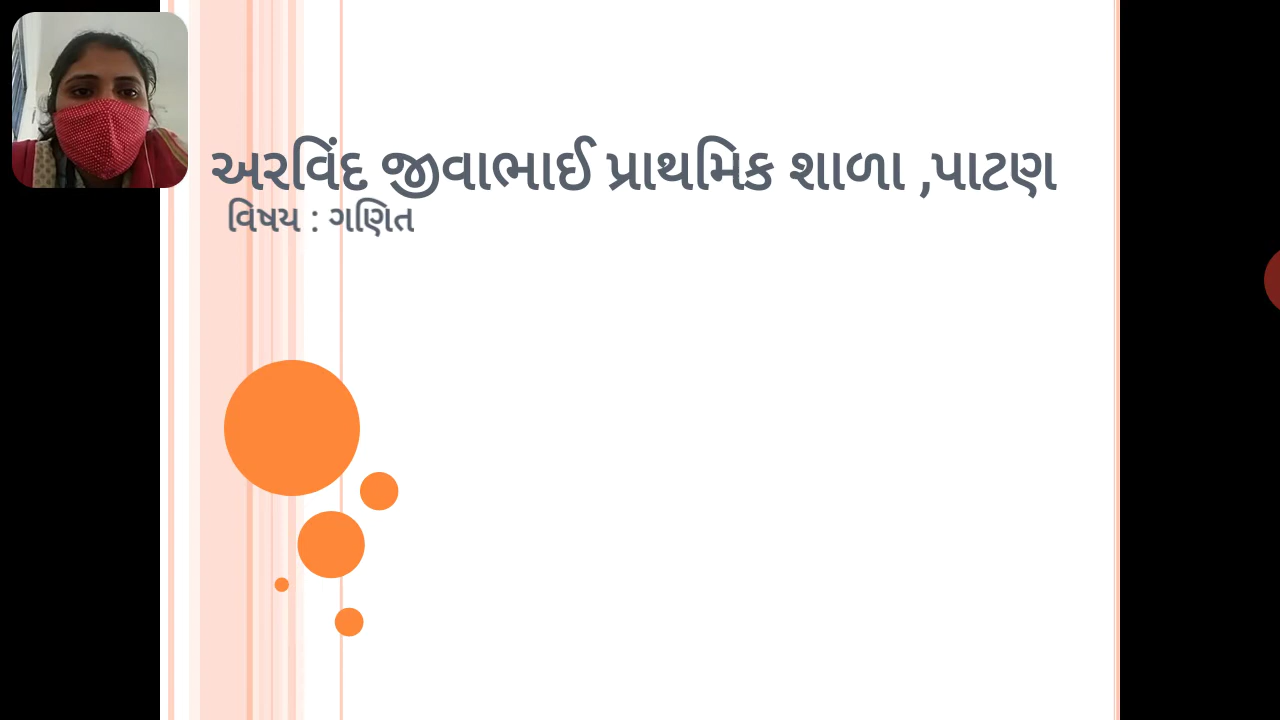 અરવિંદ જીવાભાઈ પ્રાથમિક શાળા ,પાટણ
વિષય : ગણિત